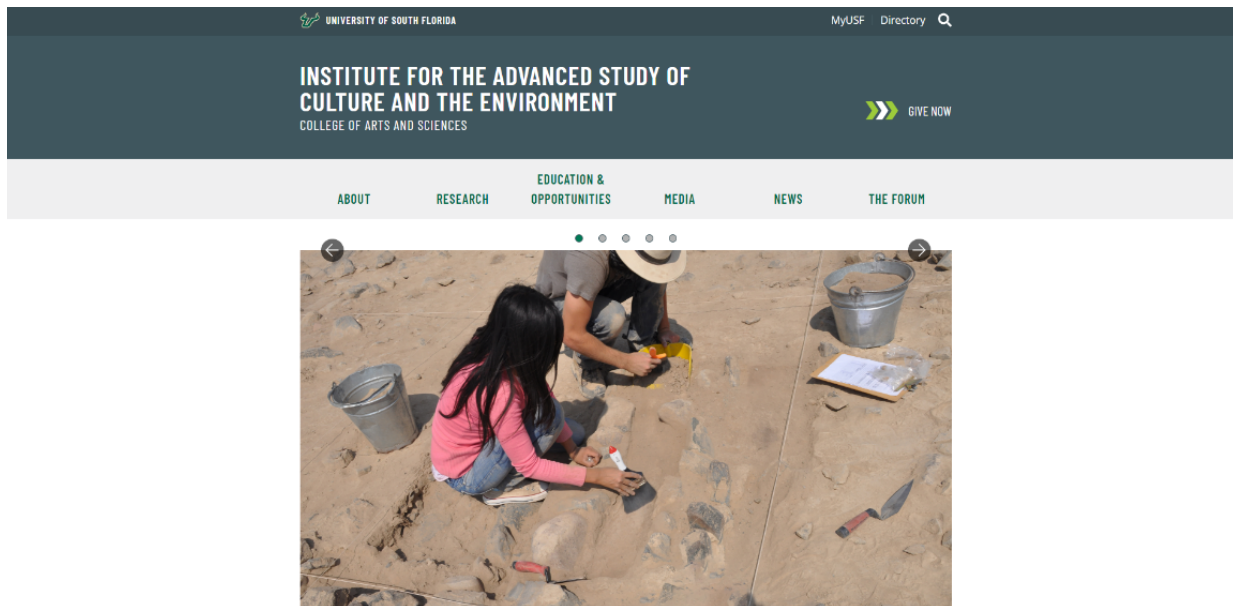 UNIVERSITY OF SOUTH FLORIDA
MyUSF
Directory
INSTITUTE FOR THE ADVANCED STUDY OF
CULTURE AND THE ENVIRONMENT
COLLEGE OF ARTS AND SCIENCES
GIVE NOW
ABOUT
RESEARCH
EDUCATION &
OPPORTUNITIES
MEDIA
NEWS
THE FORUM